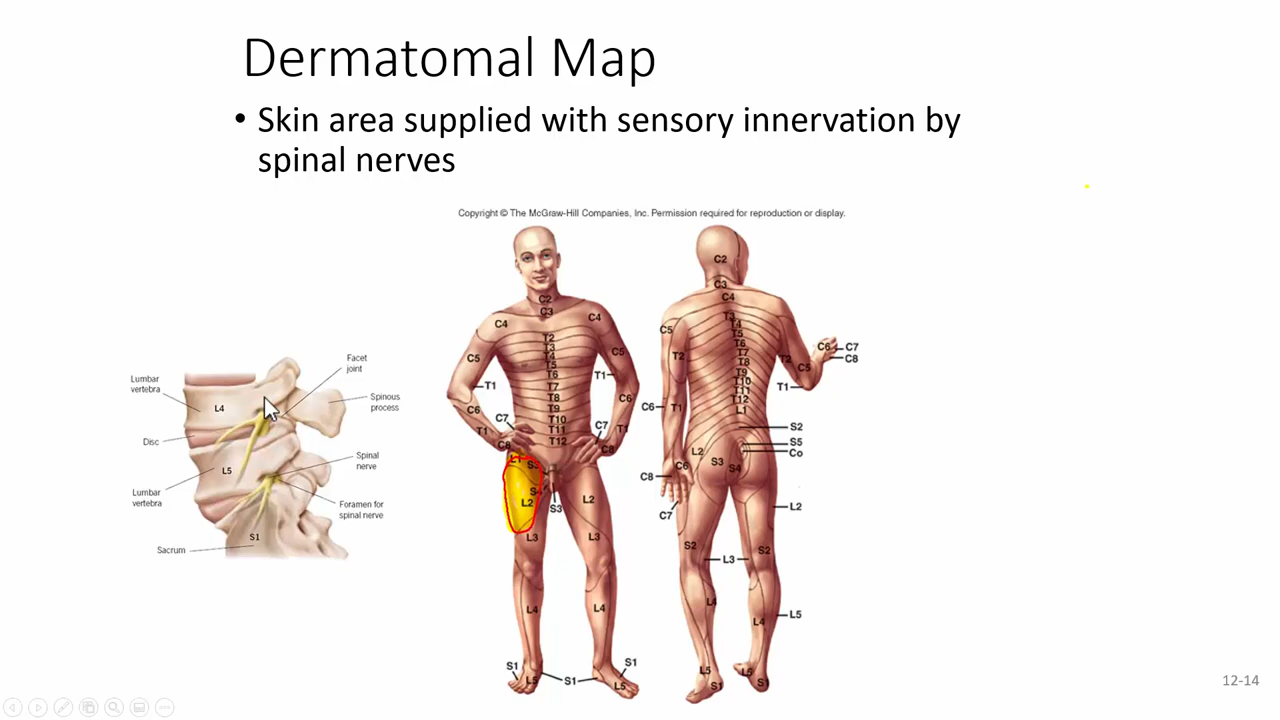 Dermatomal Map
• Skin area supplied with sensory innervation by
spinal nerves
Copyright © The McGraw-Hill Companies, Inc. Permission required for reproduction or display.
Facet
joint
Lumbar
vertebra
L4
Spinous
process
Disc
L5
Spinal
nerve
Lumbar
vertebra
Foramen for
spinal nerve
S1
Sacrum
C2
C3
C4
C4
T2
T3
T4
T5
T6
T7
T8
T9
T10
T11
T12
C5
C5
T1
T1
C6
C6
C7
C7
T1
T1
C8
C8
L1
S2
L2
L2
S3
L3
L3
L4
L4
S1
S1
S1
L5
L5
C2
C3
C4
T3
T4
T5
T6
T7
T8
T9
T10
T11
T12
L1
C5
T2
T2
C6
C7
C8
C5
T1
C6
T1
S2
S5
Co
L2
S3
S4
C6
C8
C7
L2
S2
S2
L3
L4
L4
L5
L5
L5
S1
S1
12-14